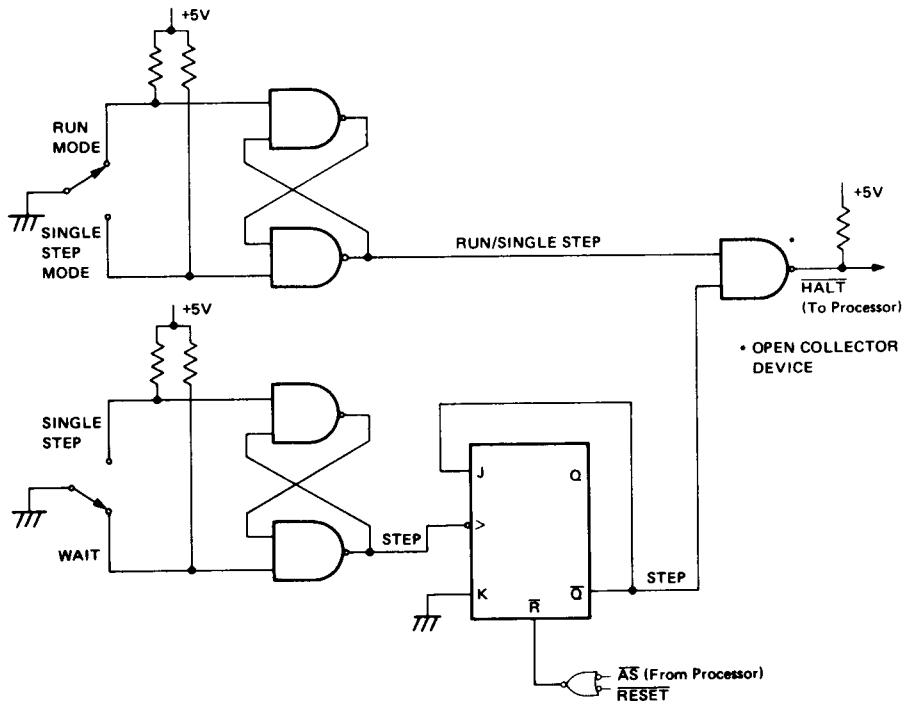 +5V
RUN
MODE
SINGLE
STEP
MODE
RUN/SINGLE STEP
+5V
HALT
(To Processor)
* OPEN COLLECTOR
DEVICE
+5V
SINGLE
STEP
WAIT
STEP
J
Q
>
K
R
Q
STEP
AS (From Processor)
RESET